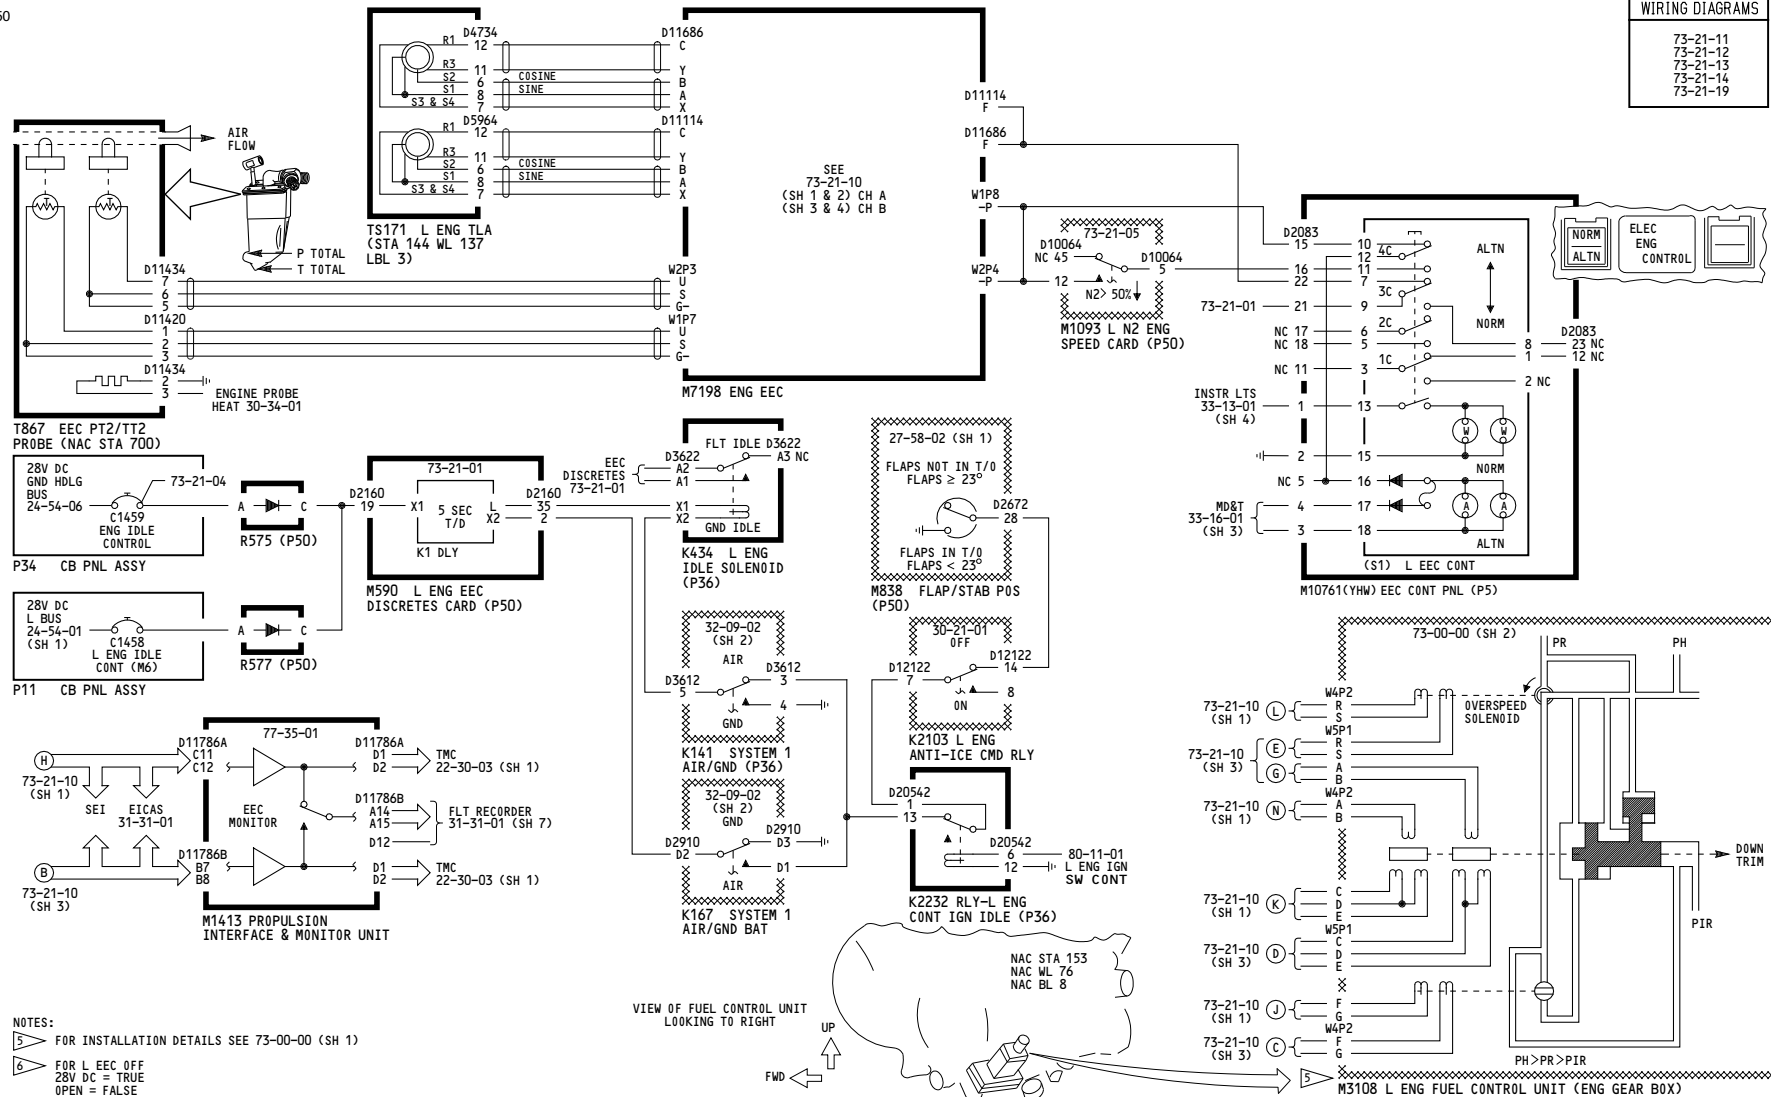 WIRING DIAGRAMS
73-21-11
73-21-12
73-21-13
73-21-14
73-21-19
AIR
FLOW
P TOTAL
T TOTAL
D11434
7
6
5
D11420
1
2
3
D11434
2
3
ENGINE PROBE
HEAT 30-34-01
T867 EEC PT2/TT2
PROBE (NAC STA 700)
D4734
R1 12
R3 11
S2 6 COSINE
S1 8 SINE
S3 & S4 7
D5964
R1 12
R3 11
S2 6 COSINE
S1 8 SINE
S3 & S4 7
TS171 L ENG TLA
(STA 144 WL 137
LBL 3)
D11686
C
Y
B
A
X
D11114
C
Y
B
A
X
W2P3
U
S
G-
W1P7
U
S
G-
SEE
73-21-10
(SH 1 & 2) CH A
(SH 3 & 4) CH B
D11114
F
D11686
F
W1P8
-P
W2P4
-P
M7198 ENG EEC
73-21-05
D10064
NC 45
12
D10064
5
N2> 50%
M1093 L N2 ENG
SPEED CARD (P50)
D2083
15 10
12
4C
16 11
22 7
3C
73-21-01 21 9
2C
NC 17 6
NC 18 5
1C
NC 11 3
INSTR LTS
33-13-01
(SH 4)
1 13
2 15
NC 5 16
MD&T
33-16-01
(SH 3)
4 17
3 18
ALTN
NORM
D2083
8 23 NC
1 12 NC
2 NC
W W
NORM
A A
ALTN
(S1) L EEC CONT
M10761(YHW) EEC CONT PNL (P5)
NORM
ALTN
ELEC
ENG
CONTROL
28V DC
GND HDLG
BUS
24-54-06
73-21-04
C1459
ENG IDLE
CONTROL
P34 CB PNL ASSY
A C
R575 (P50)
28V DC
L BUS
24-54-01
(SH 1)
C1458
L ENG IDLE
CONT (M6)
P11 CB PNL ASSY
A C
R577 (P50)
73-21-01
D2160
19 X1
5 SEC
T/D
L
X2
D2160
35
2
K1 DLY
M590 L ENG EEC
DISCRETES CARD (P50)
EEC
DISCRETES
73-21-01
FLT IDLE
D3622
A2
A1
X1
X2
D3622
A3 NC
GND IDLE
K434 L ENG
IDLE SOLENOID
(P36)
32-09-02
(SH 2)
AIR
D3612
5
D3612
3
4
GND
K141 SYSTEM 1
AIR/GND (P36)
32-09-02
(SH 2)
GND
D2910
D2
D2910
D3
D1
AIR
K167 SYSTEM 1
AIR/GND BAT
27-58-02 (SH 1)
FLAPS NOT IN T/O
FLAPS ≥ 23°
D2672
28
FLAPS IN T/O
FLAPS < 23°
M838 FLAP/STAB POS
(P50)
30-21-01
OFF
D12122
7
D12122
14
8
ON
K2103 L ENG
ANTI-ICE CMD RLY
D20542
1
13
D20542
6
12
80-11-01
L ENG IGN
SW CONT
K2232 RLY-L ENG
CONT IGN IDLE (P36)
77-35-01
H
73-21-10
(SH 1)
SEI
EICAS
31-31-01
B
73-21-10
(SH 3)
D11786A
C11
C12
D11786B
B7
B8
EEC
MONITOR
D11786A
D1
D2
TMC
22-30-03 (SH 1)
D11786B
A14
A15
D12
FLT RECORDER
31-31-01 (SH 7)
D1
D2
TMC
22-30-03 (SH 1)
M1413 PROPULSION
INTERFACE & MONITOR UNIT
VIEW OF FUEL CONTROL UNIT
LOOKING TO RIGHT
UP
FWD
NAC STA 153
NAC WL 76
NAC BL 8
5
73-00-00 (SH 2)
PR
PH
OVERSPEED
SOLENOID
73-21-10
(SH 1)
L
W4P2
R
S
73-21-10
(SH 3)
E
G
W5P1
R
S
A
B
73-21-10
(SH 1)
N
W4P2
A
B
73-21-10
(SH 1)
K
C
D
E
73-21-10
(SH 3)
D
W5P1
C
D
E
73-21-10
(SH 1)
J
F
G
73-21-10
(SH 3)
C
W4P2
F
G
DOWN
TRIM
PIR
PH>PR>PIR
M3108 L ENG FUEL CONTROL UNIT (ENG GEAR BOX)
NOTES:
5 FOR INSTALLATION DETAILS SEE 73-00-00 (SH 1)
6 FOR L EEC OFF
28V DC = TRUE
OPEN = FALSE